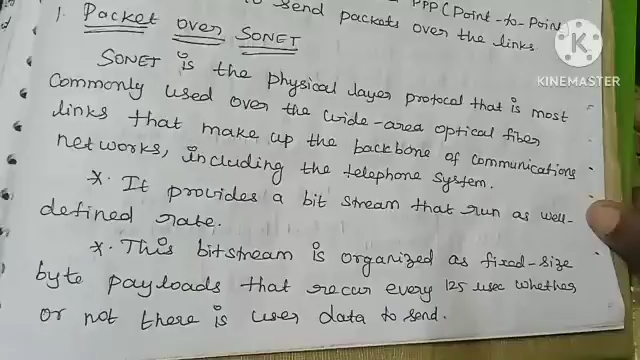 to send packets over the links
PPP (Point-to-Point
1. Packet over SONET
SONET is the physical layer protocal that is most
Commonly used over the wide-area optical fiber
links that make up the backbone of communications
networks, including the telephone system.
*. It provides a bit stream that run as well-
defined rate.
*. This bitstream is organized as fixed-size
byte payloads that recur every 125 usec whether
or not there is user data to send.
KINEMASTER